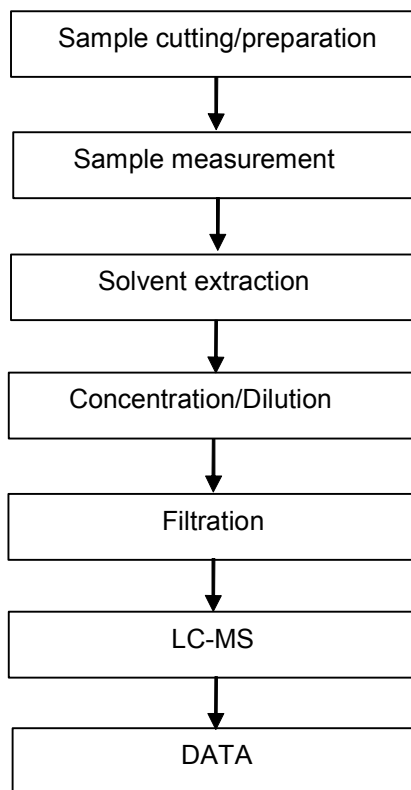 Sample cutting/preparation
Sample measurement
Solvent extraction
Concentration/Dilution
Filtration
LC-MS
DATA